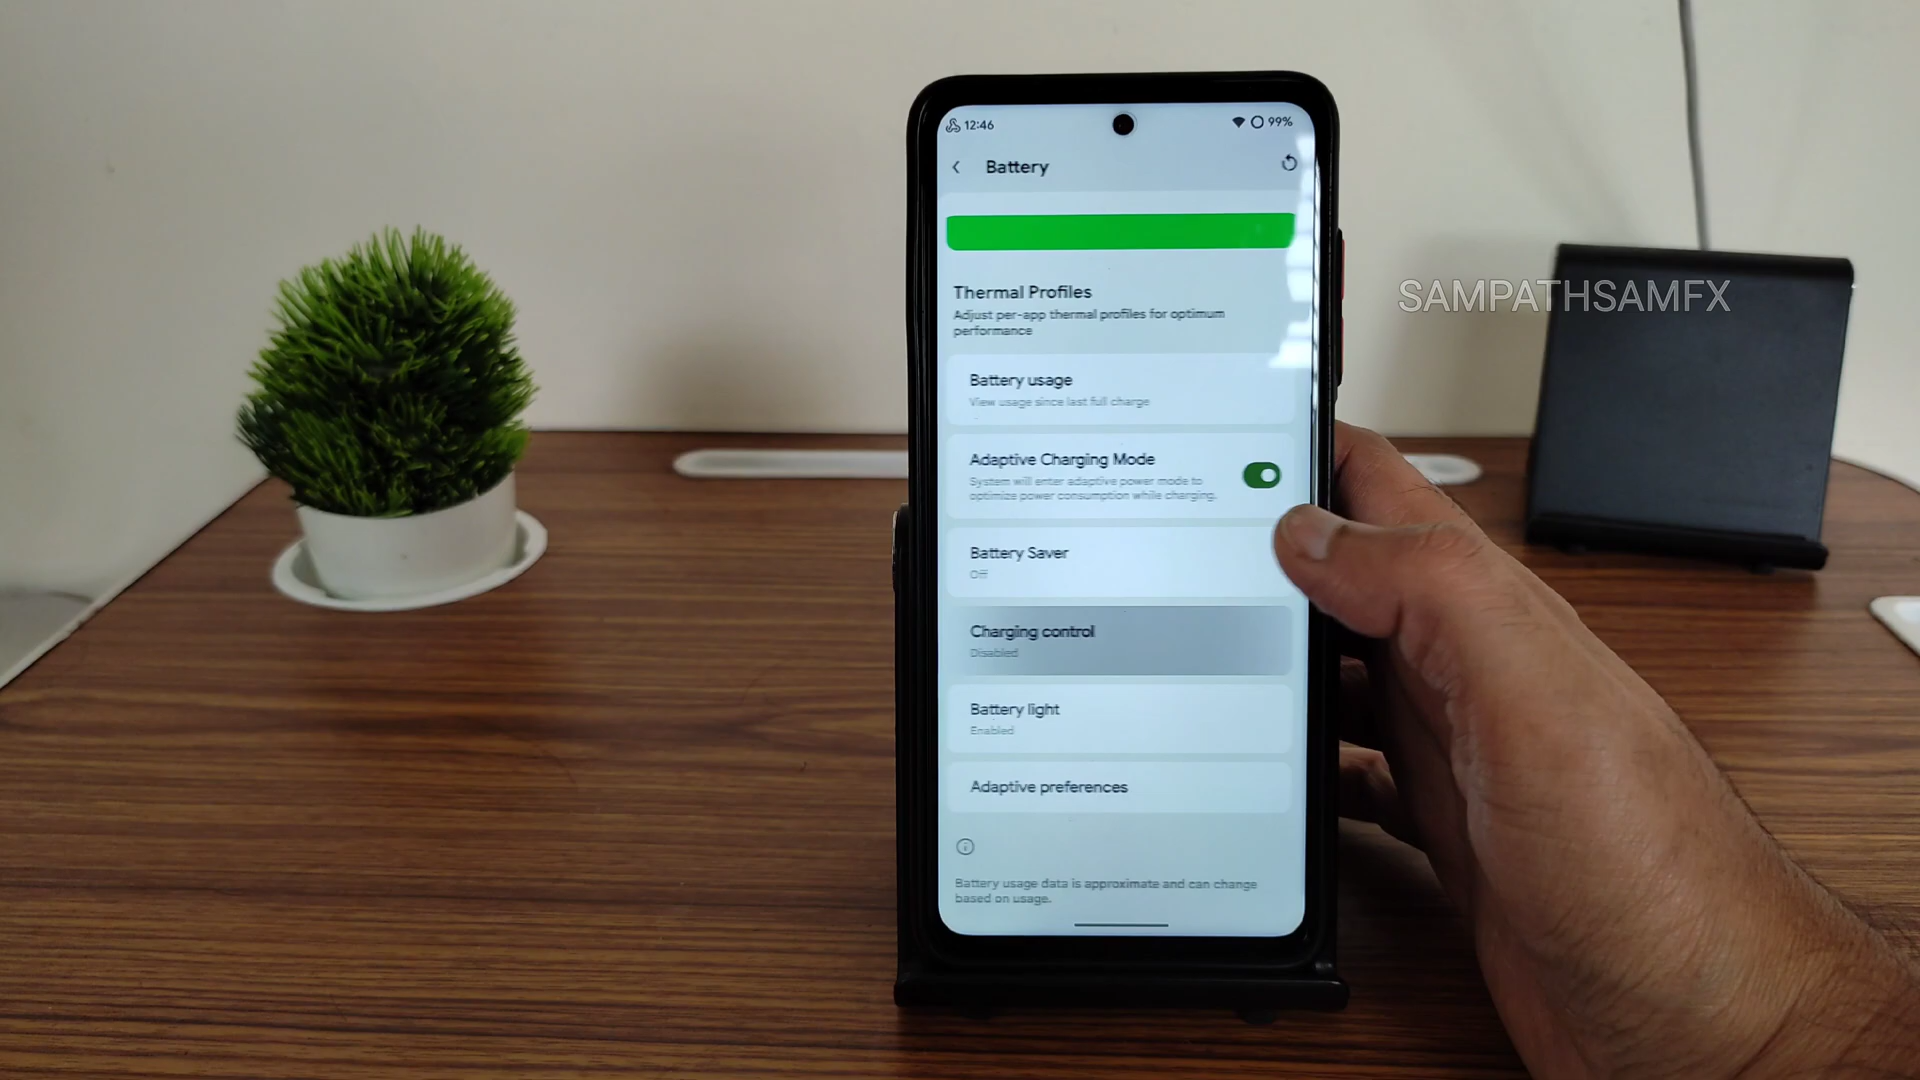 12:46
99%
Battery
Thermal Profiles
Adjust per-app thermal profiles for optimum
performance
Battery usage
View usage since last full charge
Adaptive Charging Mode
System will enter adaptive power mode to
optimize power consumption while charging.
Battery Saver
Off
Charging control
Disabled
Battery light
Enabled
Adaptive preferences
Battery usage data is approximate and can change
based on usage.
SAMPATHSAMFX